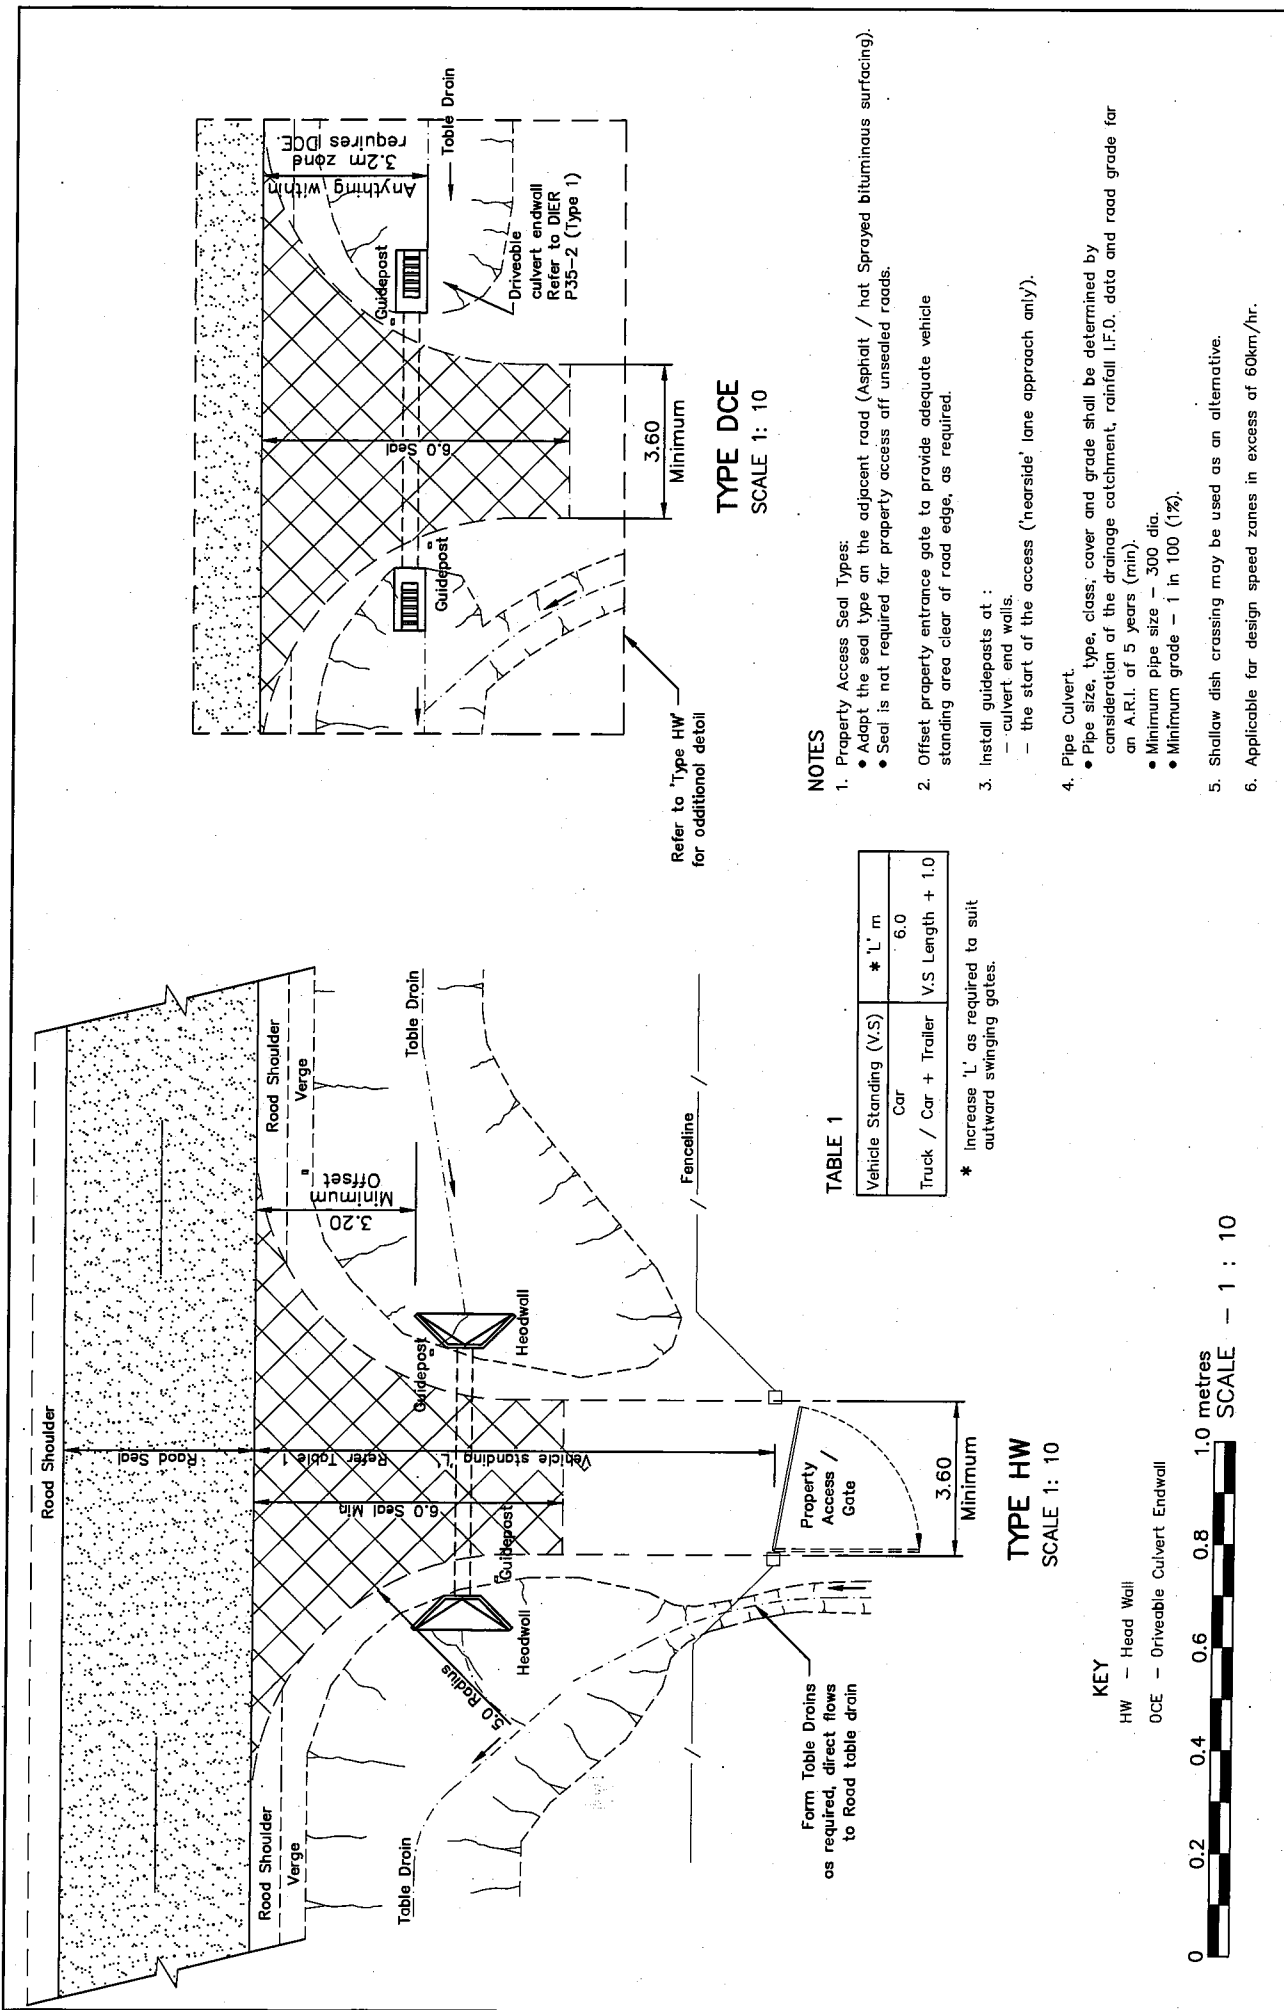 Road Shoulder
Road Seal
Road Shoulder
Verge
Road Shoulder
Verge
3.20
Minimum
Offset
Table Drain
Table Drain
Vehicle standing 'L'
Refer Table 1
6.0 Seal Min
Guidepost
Guidepost
Headwall
Headwall
5.0 Radius
Fenceline
Form Table Drains
as required, direct flows
to Road table drain
Property
Access /
Gate
3.60
Minimum
TYPE HW
SCALE 1: 10
KEY
HW – Head Wall
DCE – Driveable Culvert Endwall
0 0.2 0.4 0.6 0.8 1.0 metres
SCALE – 1 : 10
Anything within
3.2m zone
requires DCE.
Table Drain
Guidepost
Guidepost
6.0 Seal
Driveable
culvert endwall
Refer to DIER
P35-2 (Type 1)
3.60
Minimum
Refer to 'Type HW'
for additional detail
TYPE DCE
SCALE 1: 10
TABLE 1
Vehicle Standing (V.S) * 'L' m
Car 6.0
Truck / Car + Trailer V.S Length + 1.0
* Increase 'L' as required to suit
outward swinging gates.
NOTES
1. Property Access Seal Types:
• Adopt the seal type on the adjacent road (Asphalt / hot Sprayed bituminous surfacing).
• Seal is not required for property access off unsealed roads.
2. Offset property entrance gate to provide adequate vehicle
standing area clear of road edge, as required.
3. Install guideposts at :
– culvert end walls.
– the start of the access ('nearside' lane approach only').
4. Pipe Culvert.
• Pipe size, type, class, cover and grade shall be determined by
consideration of the drainage catchment, rainfall I.F.D. data and road grade for
an A.R.I. of 5 years (min).
• Minimum pipe size – 300 dia.
• Minimum grade – 1 in 100 (1%).
5. Shallow dish crossing may be used as an alternative.
6. Applicable for design speed zones in excess of 60km/hr.